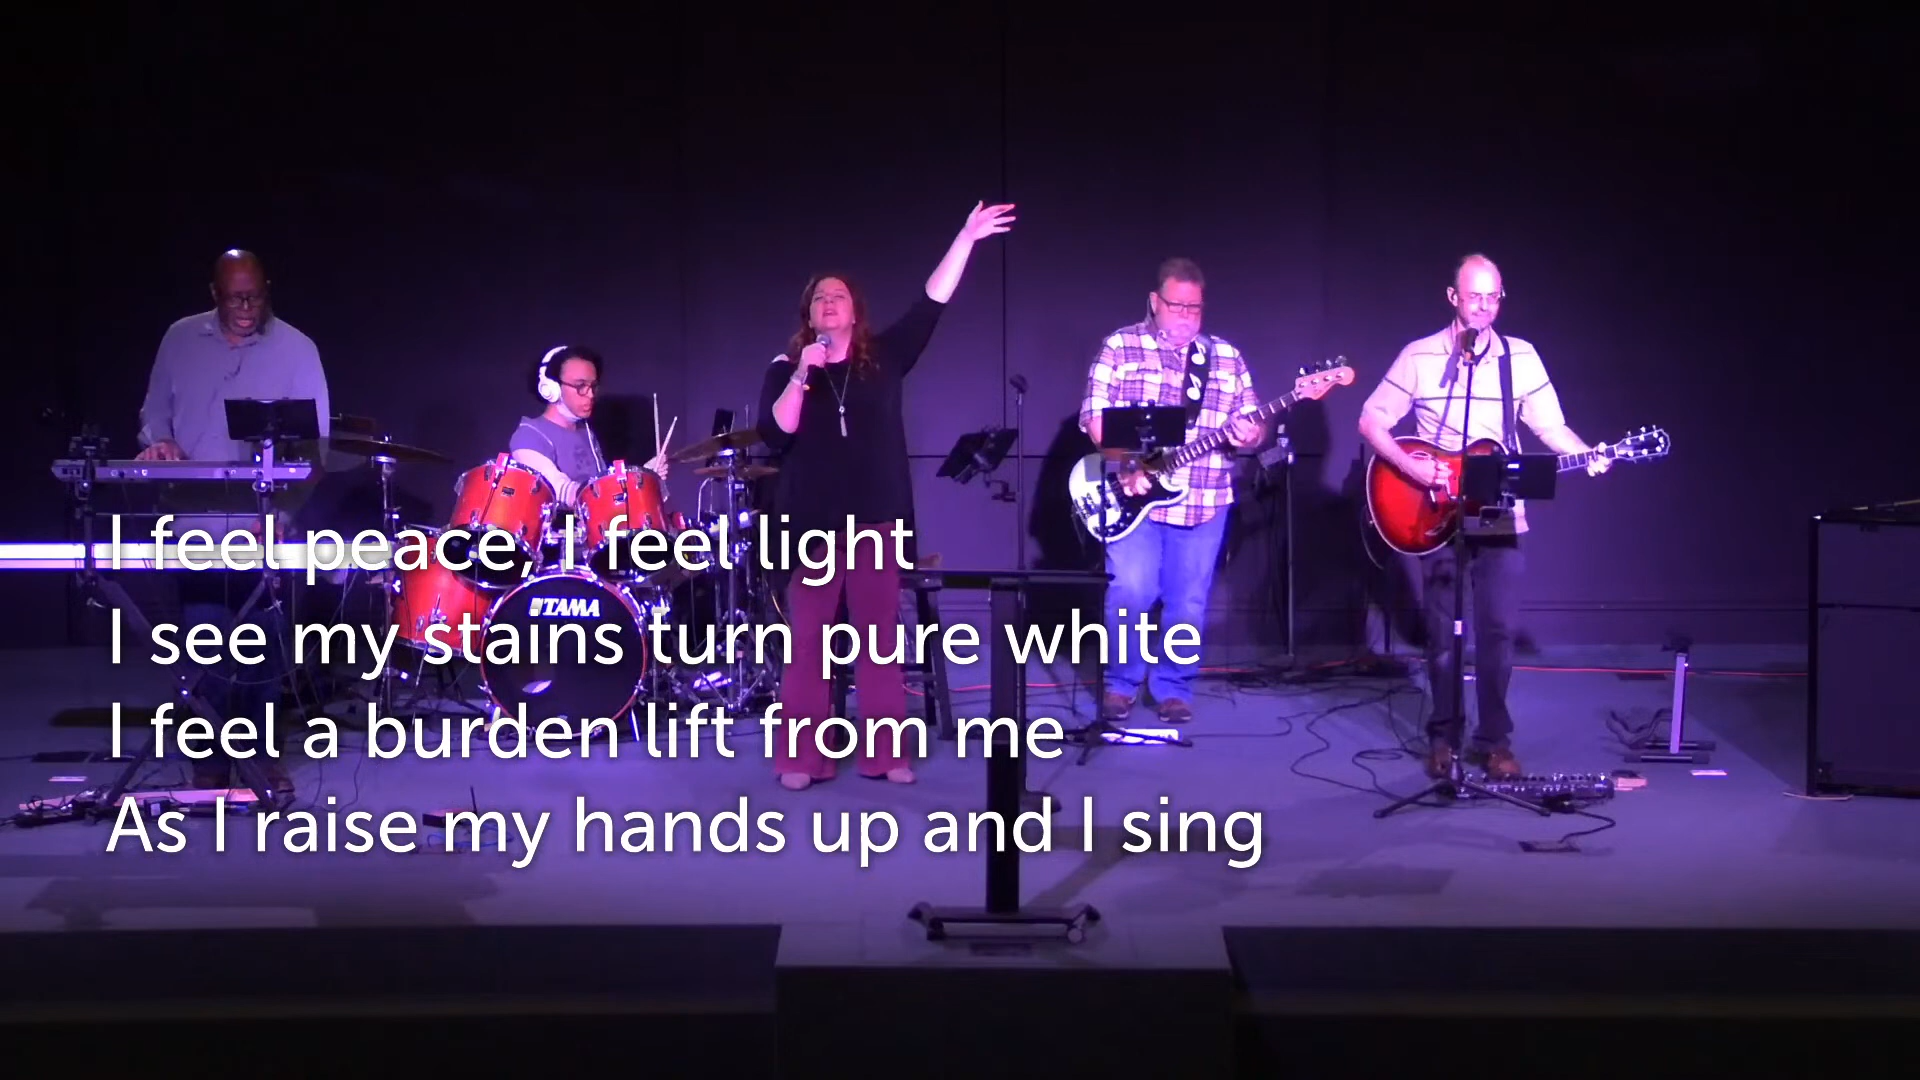 I feel peace, I feel light
I see my stains turn pure white
I feel a burden lift from me
As I raise my hands up and I sing
TAMA